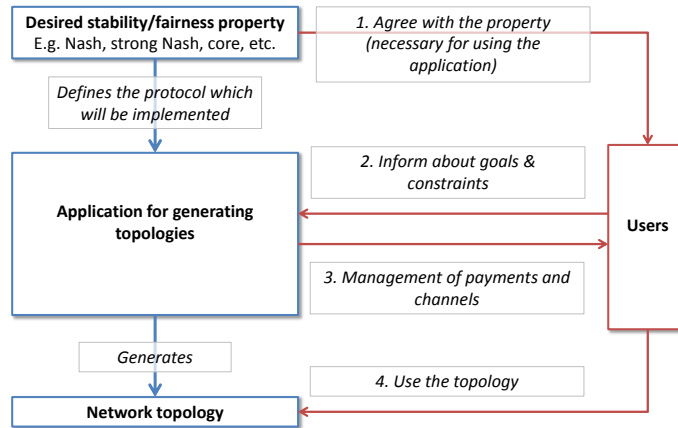 Desired stability/fairness property
E.g. Nash, strong Nash, core, etc.
1. Agree with the property
(necessary for using the
application)
Defines the protocol which
will be implemented
2. Inform about goals &
constraints
Application for generating
topologies
Users
3. Management of payments and
channels
Generates
4. Use the topology
Network topology